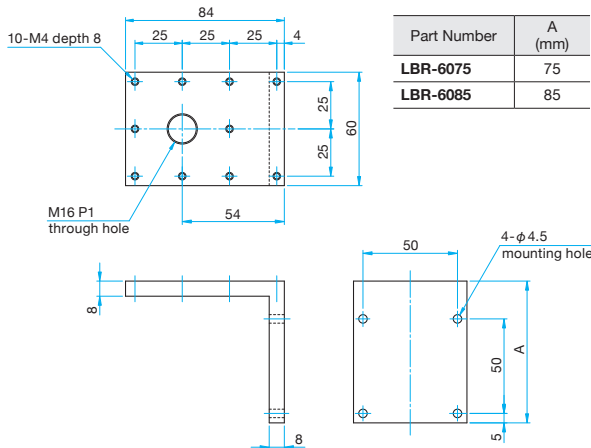 84
10-M4 depth 8
25
25
25
4
25
60
25
M16 P1
through hole
54
Part Number
A
(mm)
LBR-6075
75
LBR-6085
85
8
8
50
4-φ4.5
mounting hole
50
A
5